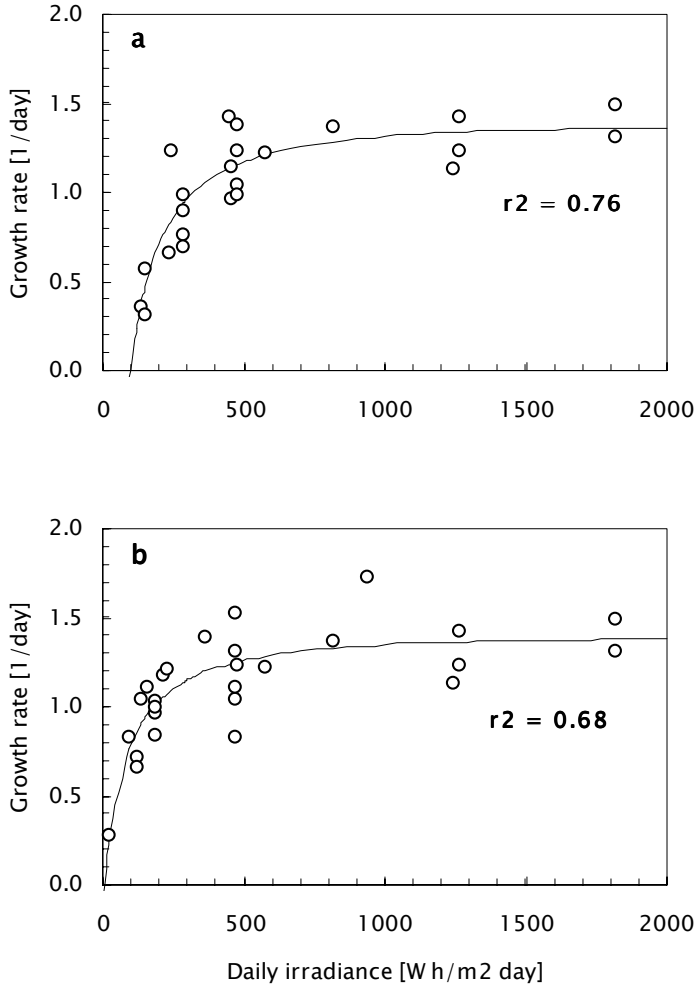 a
2.0
1.5
1.0
0.5
0.0
Growth rate [1/day]
r2 = 0.76
0 500 1000 1500 2000
b
2.0
1.5
1.0
0.5
0.0
Growth rate [1/day]
r2 = 0.68
0 500 1000 1500 2000
Daily irradiance [Wh/m2 day]